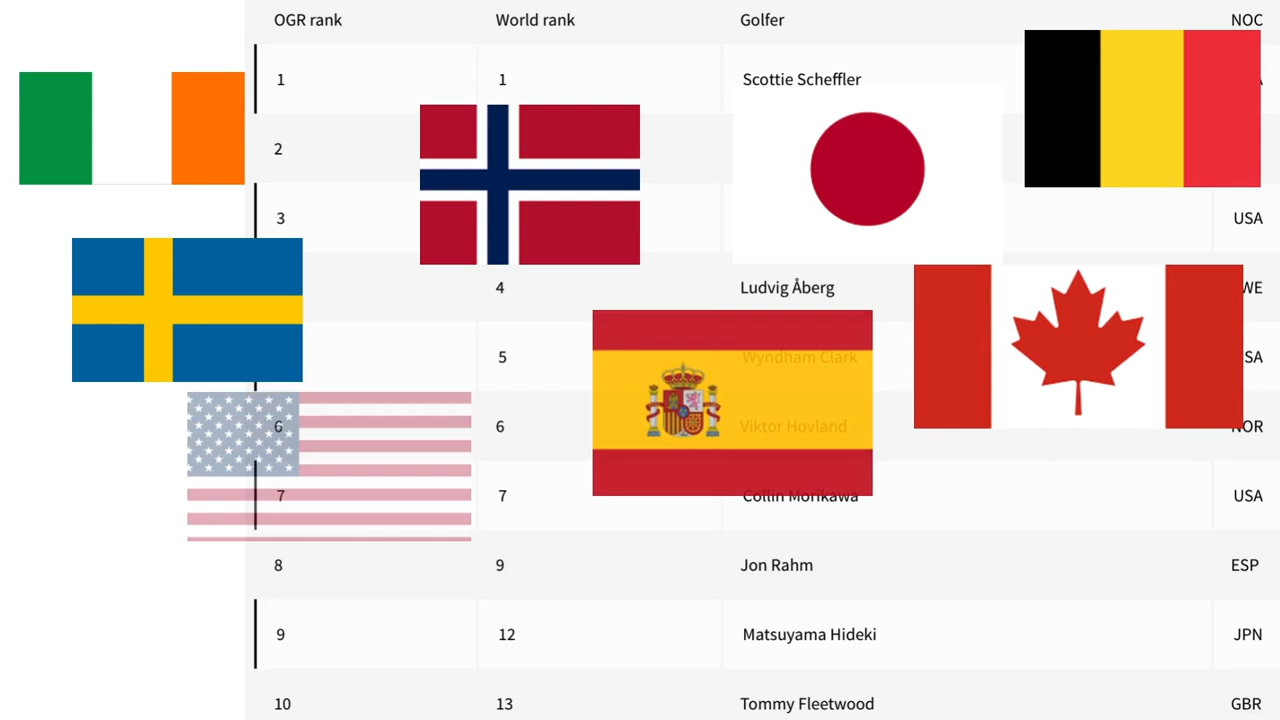 OGR rank World rank Golfer NOC
1 1 Scottie Scheffler
2
3 USA
4 Ludvig Åberg
5 Wyndham Clark
6 6 Viktor Hovland NOR
7 7 Collin Morikawa USA
8 9 Jon Rahm ESP
9 12 Matsuyama Hideki JPN
10 13 Tommy Fleetwood GBR